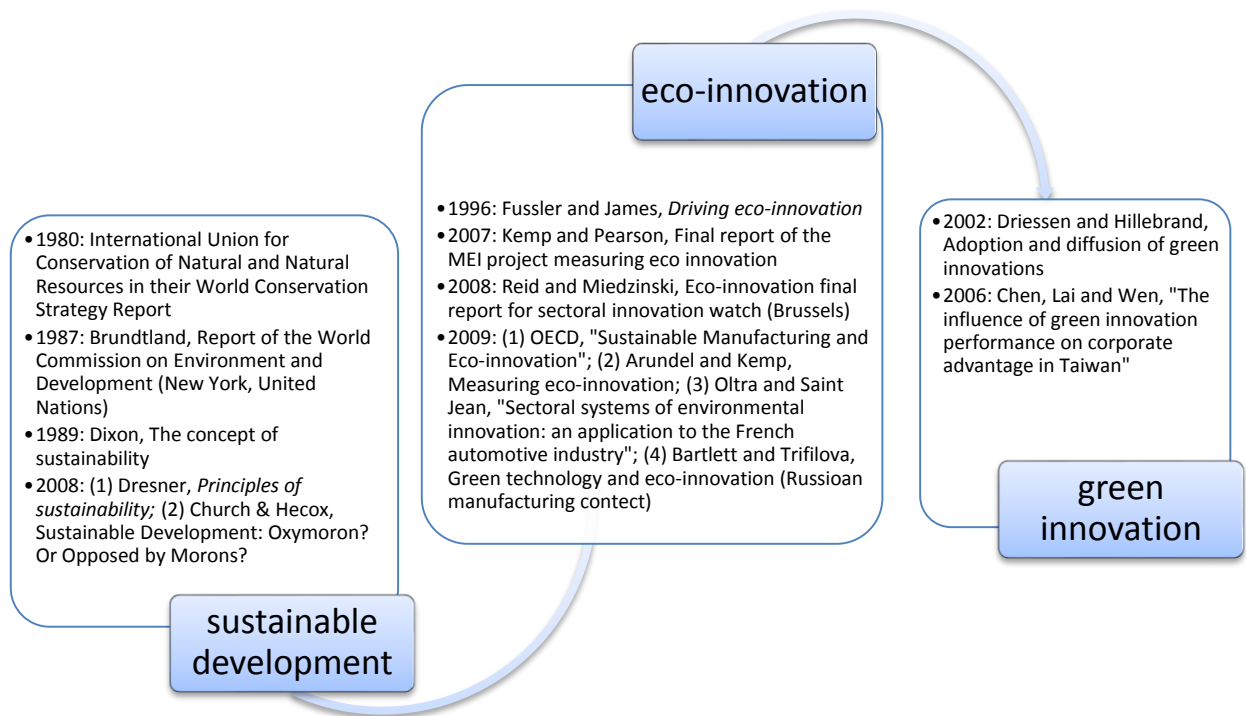 •1980: International Union for
Conservation of Natural and Natural
Resources in their World Conservation
Strategy Report
•1987: Brundtland, Report of the World
Commission on Environment and
Development (New York, United
Nations)
•1989: Dixon, The concept of
sustainability
•2008: (1) Dresner, Principles of
sustainability; (2) Church & Hecox,
Sustainable Development: Oxymoron?
Or Opposed by Morons?
sustainable
development
eco-innovation
•1996: Fussler and James, Driving eco-innovation
•2007: Kemp and Pearson, Final report of the
MEI project measuring eco innovation
•2008: Reid and Miedzinski, Eco-innovation final
report for sectoral innovation watch (Brussels)
•2009: (1) OECD, "Sustainable Manufacturing and
Eco-innovation"; (2) Arundel and Kemp,
Measuring eco-innovation; (3) Oltra and Saint
Jean, "Sectoral systems of environmental
innovation: an application to the French
automotive industry"; (4) Bartlett and Trifilova,
Green technology and eco-innovation (Russioan
manufacturing contect)
•2002: Driessen and Hillebrand,
Adoption and diffusion of green
innovations
•2006: Chen, Lai and Wen, "The
influence of green innovation
performance on corporate
advantage in Taiwan"
green
innovation